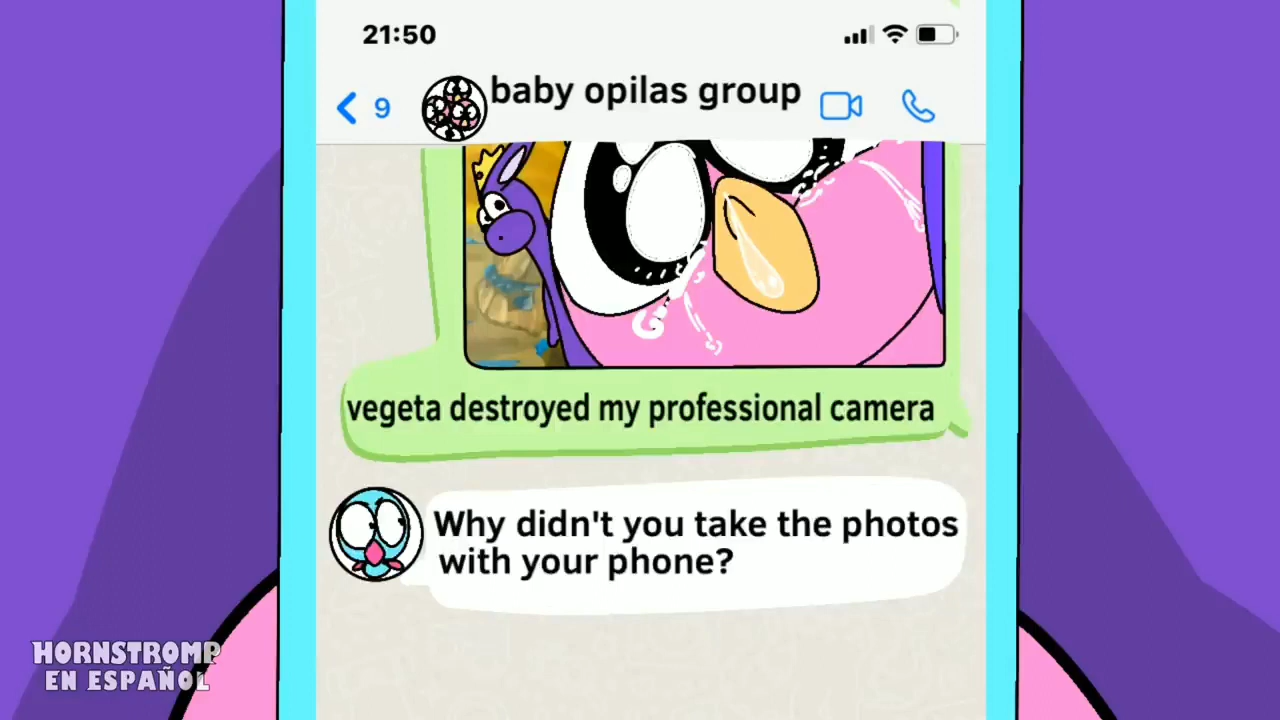 21:50
9
baby opilas group
vegeta destroyed my professional camera
Why didn't you take the photos
with your phone?
HORNSTROMP
EN ESPAÑOL